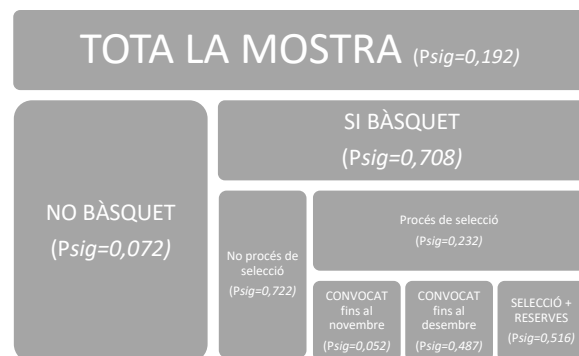 TOTA LA MOSTRA (Psig=0,192)
SI BÀSQUET
(Psig=0,708)
NO BÀSQUET
(Psig=0,072)
No procés de
selecció
(Psig=0,722)
Procés de selecció
(Psig=0,232)
CONVOCAT
fins al
novembre
(Psig=0,052)
CONVOCAT
fins al
desembre
(Psig=0,487)
SELECCIÓ +
RESERVES
(Psig=0,516)